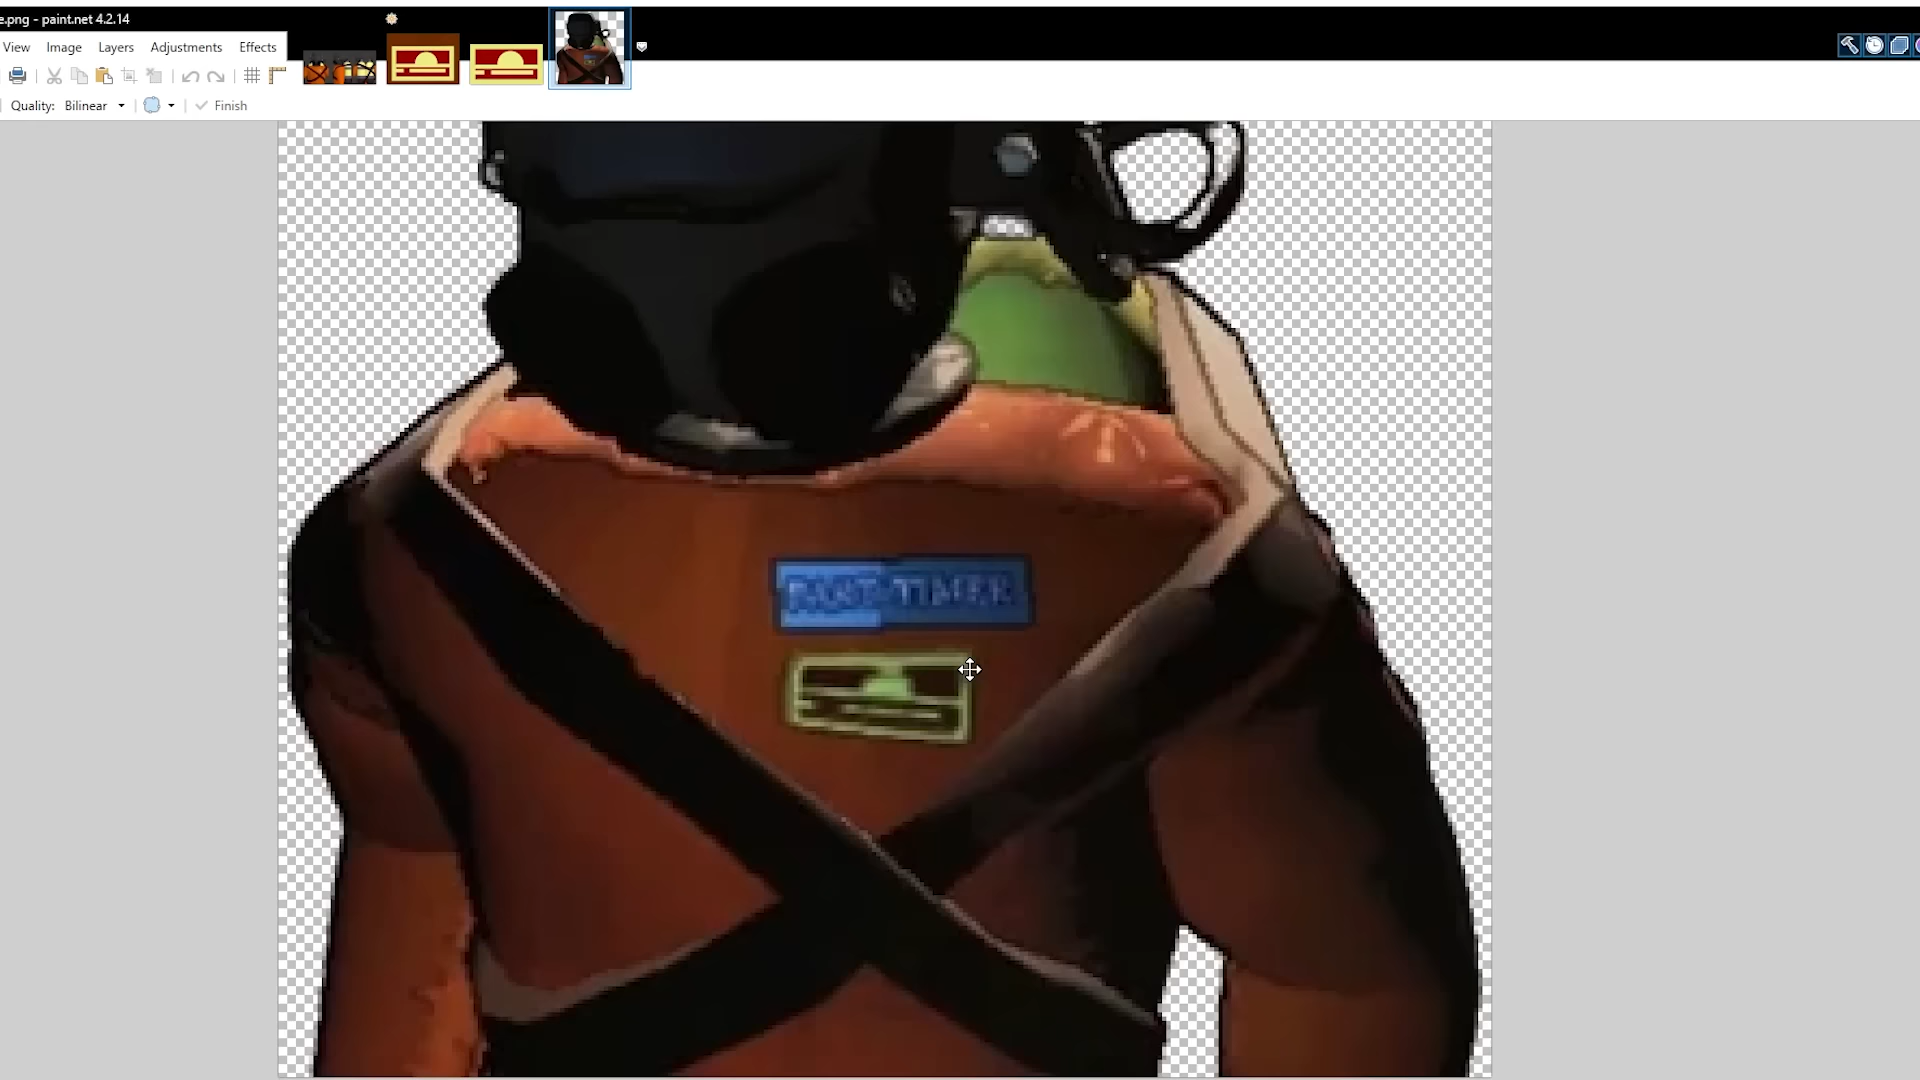 e.png - paint.net 4.2.14
View Image Layers Adjustments Effects
Quality: Bilinear Finish
PART-TIMER